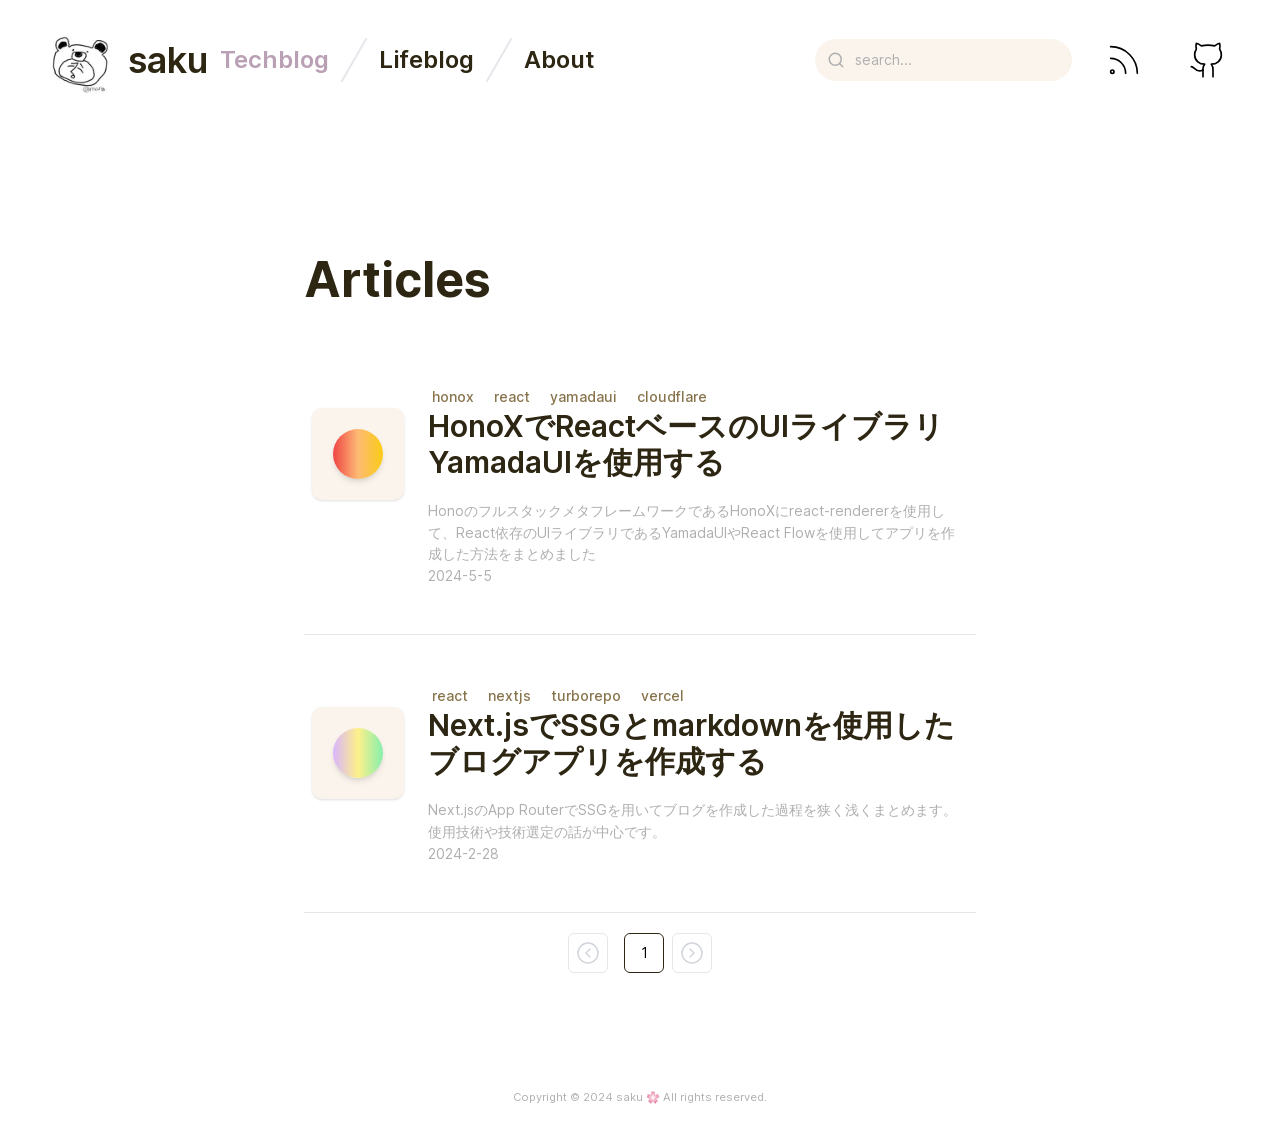 saku Techblog Lifeblog About search...
Articles
honox react yamadaui cloudflare
HonoXでReactベースのUIライブラリ
YamadaUIを使用する
HonoのフルスタックメタフレームワークであるHonoXにreact-rendererを使用し
て、React依存のUIライブラリであるYamadaUIやReact Flowを使用してアプリを作
成した方法をまとめました
2024-5-5
react nextjs turborepo vercel
Next.jsでSSGとmarkdownを使用した
ブログアプリを作成する
Next.jsのApp RouterでSSGを用いてブログを作成した過程を狭く浅くまとめます。
使用技術や技術選定の話が中心です。
2024-2-28
1
Copyright © 2024 saku 🌸 All rights reserved.